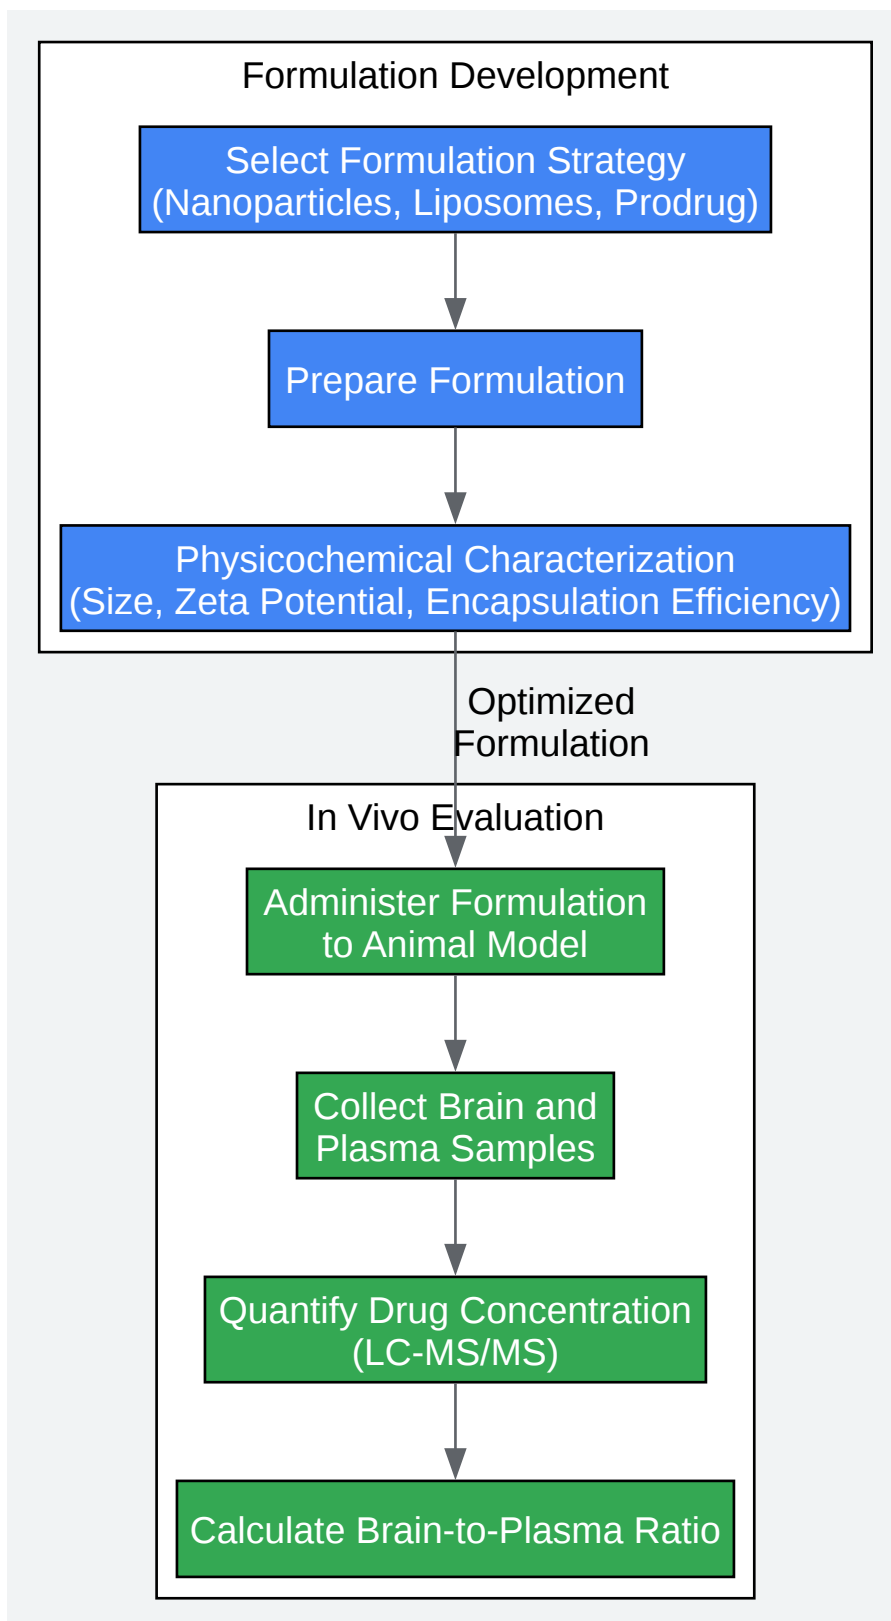 Formulation Development
Select Formulation Strategy
(Nanoparticles, Liposomes, Prodrug)
Prepare Formulation
Physicochemical Characterization
(Size, Zeta Potential, Encapsulation Efficiency)
Optimized
Formulation
In Vivo Evaluation
Administer Formulation
to Animal Model
Collect Brain and
Plasma Samples
Quantify Drug Concentration
(LC-MS/MS)
Calculate Brain-to-Plasma Ratio